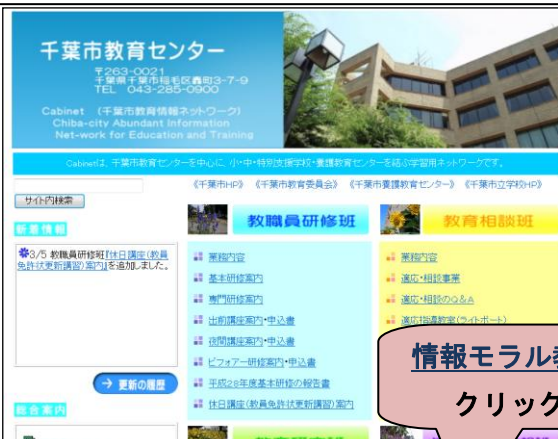 千葉市教育センター
〒263-0021
千葉県千葉市稲毛区轟町3-7-9
TEL 043-285-0900
Cabinet （千葉市教育情報ネットワーク）
Chiba-city Abundant Information
Net-work for Education and Training
Cabinetは、千葉市教育センターを中心に、小・中・特別支援学校・養護教育センターを結ぶ学習用ネットワークです。
《千葉市HP》 《千葉市教育委員会》 《千葉市養護教育センター》 《千葉市立学校HP》
サイト内検索
新着情報
3/5 教職員研修班『休日講座(教員免許状更新講習)案内』を追加しました。
更新の履歴
総合案内
教職員研修班
業務内容
基本研修案内
専門研修案内
出前講座案内・申込書
夜間講座案内・申込書
ビフォアー研修案内・申込書
平成28年度基本研修の報告書
休日講座(教員免許状更新講習)案内
教育相談班
業務内容
適応・相談事業
適応・相談のQ&A
適応指導教室(ライトポート)
情報モラル
クリック